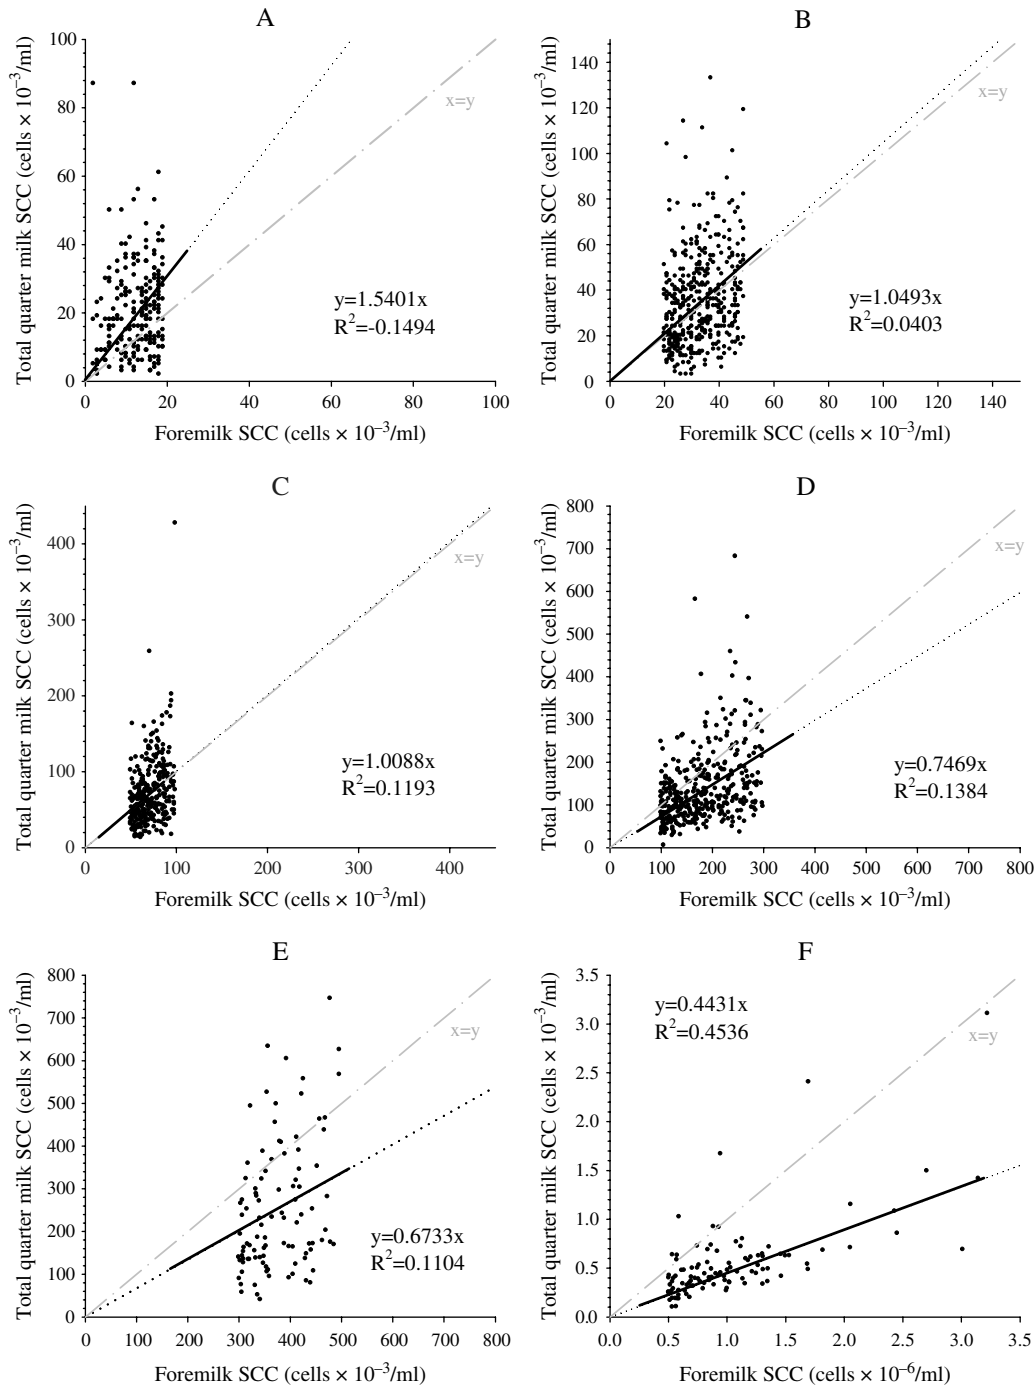 A
Total quarter milk SCC (cells × 10⁻³/ml)
100
80
60
40
20
0
x=y
y=1.5401x
R²=-0.1494
0 20 40 60 80 100
Foremilk SCC (cells × 10⁻³/ml)
B
Total quarter milk SCC (cells × 10⁻³/ml)
140
120
100
80
60
40
20
0
x=y
y=1.0493x
R²=0.0403
0 20 40 60 80 100 120 140
Foremilk SCC (cells × 10⁻³/ml)
C
Total quarter milk SCC (cells × 10⁻³/ml)
400
300
200
100
0
x=y
y=1.0088x
R²=0.1193
0 100 200 300 400
Foremilk SCC (cells × 10⁻³/ml)
D
Total quarter milk SCC (cells × 10⁻³/ml)
800
700
600
500
400
300
200
100
0
x=y
y=0.7469x
R²=0.1384
0 100 200 300 400 500 600 700 800
Foremilk SCC (cells × 10⁻³/ml)
E
Total quarter milk SCC (cells × 10⁻³/ml)
800
700
600
500
400
300
200
100
0
x=y
y=0.6733x
R²=0.1104
0 100 200 300 400 500 600 700 800
Foremilk SCC (cells × 10⁻³/ml)
F
Total quarter milk SCC (cells × 10⁻³/ml)
3.5
3.0
2.5
2.0
1.5
1.0
0.5
0.0
y=0.4431x
R²=0.4536
x=y
0.0 0.5 1.0 1.5 2.0 2.5 3.0 3.5
Foremilk SCC (cells × 10⁻⁶/ml)